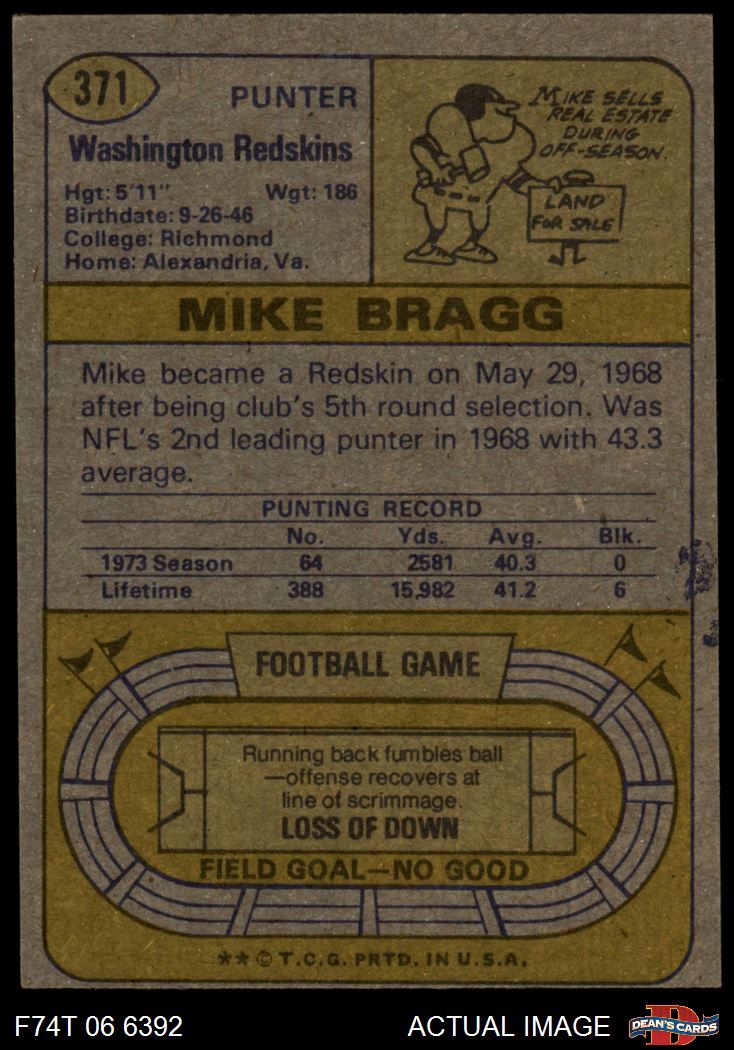 371
PUNTER
Washington Redskins
Hgt: 5'11" Wgt: 186
Birthdate: 9-26-46
College: Richmond
Home: Alexandria, Va.
MIKE SELLS
REAL ESTATE
DURING
OFF-SEASON.
LAND
FOR SALE
MIKE BRAGG
Mike became a Redskin on May 29, 1968
after being club's 5th round selection. Was
NFL's 2nd leading punter in 1968 with 43.3
average.
PUNTING RECORD
No. Yds. Avg. Blk.
1973 Season 64 2581 40.3 0
Lifetime 388 15,982 41.2 6
FOOTBALL GAME
Running back fumbles ball
—offense recovers at
line of scrimmage.
LOSS OF DOWN
FIELD GOAL—NO GOOD
** © T.C.G. PRTD. IN U.S.A.
F74T 06 6392 ACTUAL IMAGE
D
DEAN'S CARDS